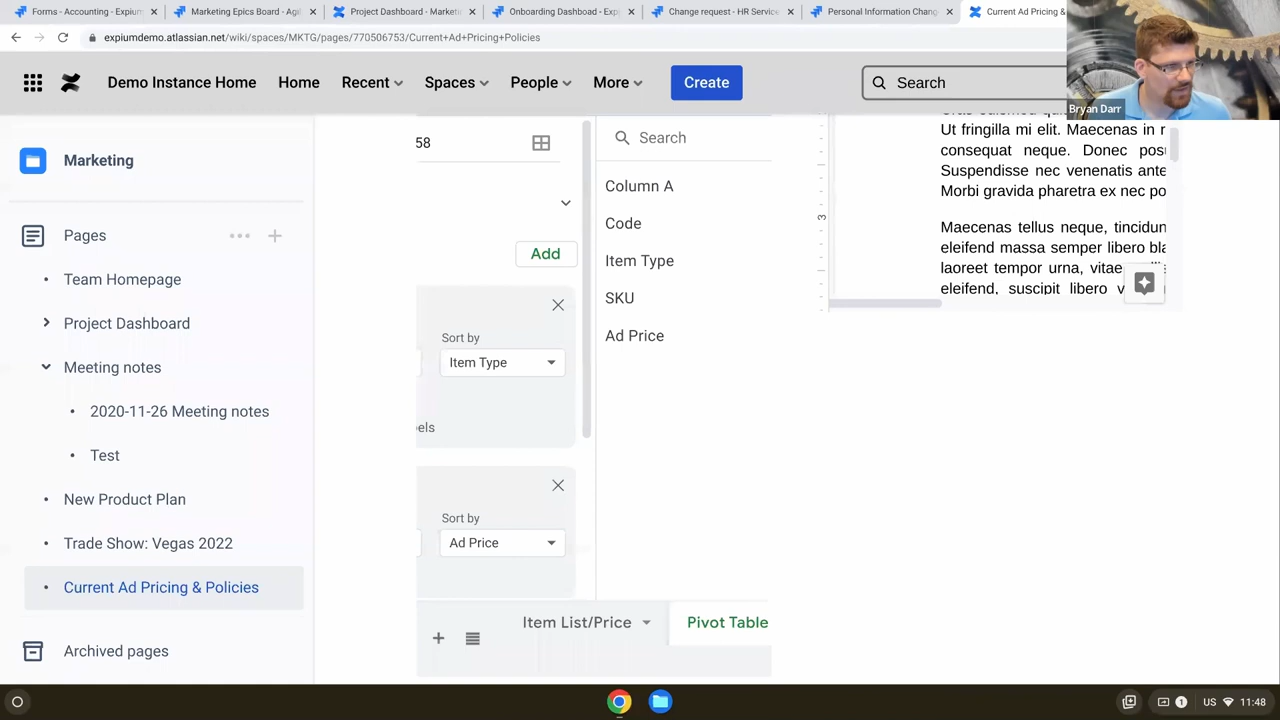 Forms - Accounting - Expium
Marketing Epics Board - Agil
Project Dashboard - Marketi
Onboarding Dashboard - Exp
Change request - HR Service
Personal Information Chang
Current Ad Pricing &
expiumdemo.atlassian.net/wiki/spaces/MKTG/pages/770506753/Current+Ad+Pricing+Policies
Demo Instance Home
Home
Recent
Spaces
People
More
Create
Search
Bryan Darr
Marketing
Pages
Team Homepage
Project Dashboard
Meeting notes
2020-11-26 Meeting notes
Test
New Product Plan
Trade Show: Vegas 2022
Current Ad Pricing & Policies
Archived pages
58
Add
Sort by
Item Type
els
Sort by
Ad Price
Item List/Price
Pivot Table
Search
Column A
Code
Item Type
SKU
Ad Price
3
Ut fringilla mi elit. Maecenas in r
consequat neque. Donec pos
Suspendisse nec venenatis ante
Morbi gravida pharetra ex nec po
Maecenas tellus neque, tincidun
eleifend massa semper libero bla
laoreet tempor urna, vitae
eleifend, suscipit libero v
1
US
11:48